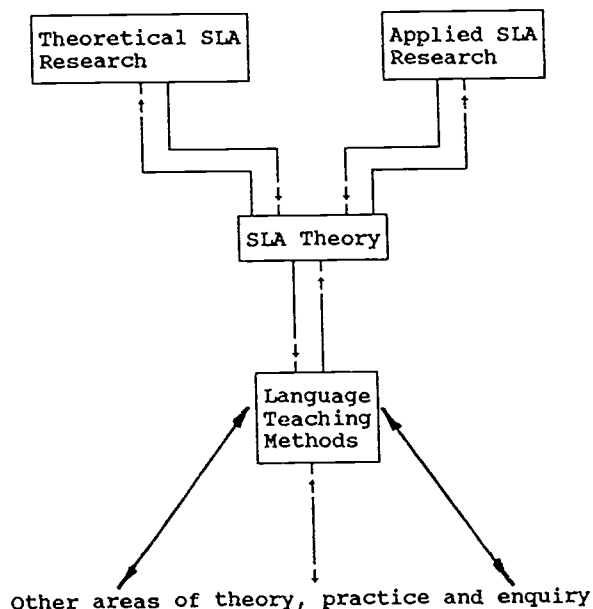 Theoretical SLA
Research
Applied SLA
Research
SLA Theory
Language
Teaching
Methods
Other areas of theory, practice and enquiry